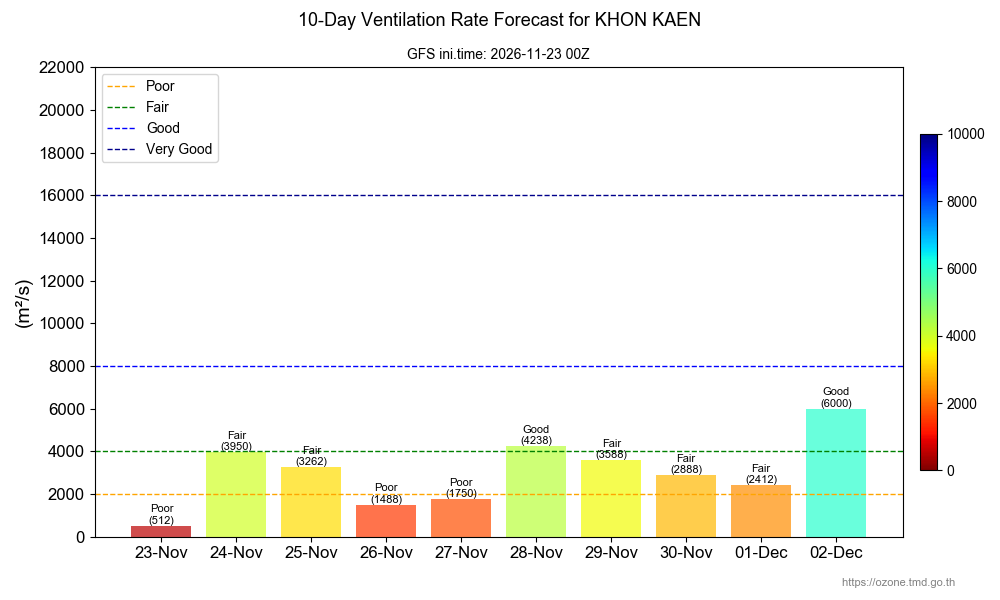 10-Day Ventilation Rate Forecast for KHON KAEN
GFS ini.time: 2026-11-23 00Z
22000
20000
18000
16000
14000
12000
10000
8000
6000
4000
2000
0
(m²/s)
Poor
Fair
Good
Very Good
Poor
(512)
Fair
(3950)
Fair
(3262)
Poor
(1488)
Poor
(1750)
Good
(4238)
Fair
(3588)
Fair
(2888)
Fair
(2412)
Good
(6000)
23-Nov 24-Nov 25-Nov 26-Nov 27-Nov 28-Nov 29-Nov 30-Nov 01-Dec 02-Dec
10000
8000
6000
4000
2000
0
https://ozone.tmd.go.th